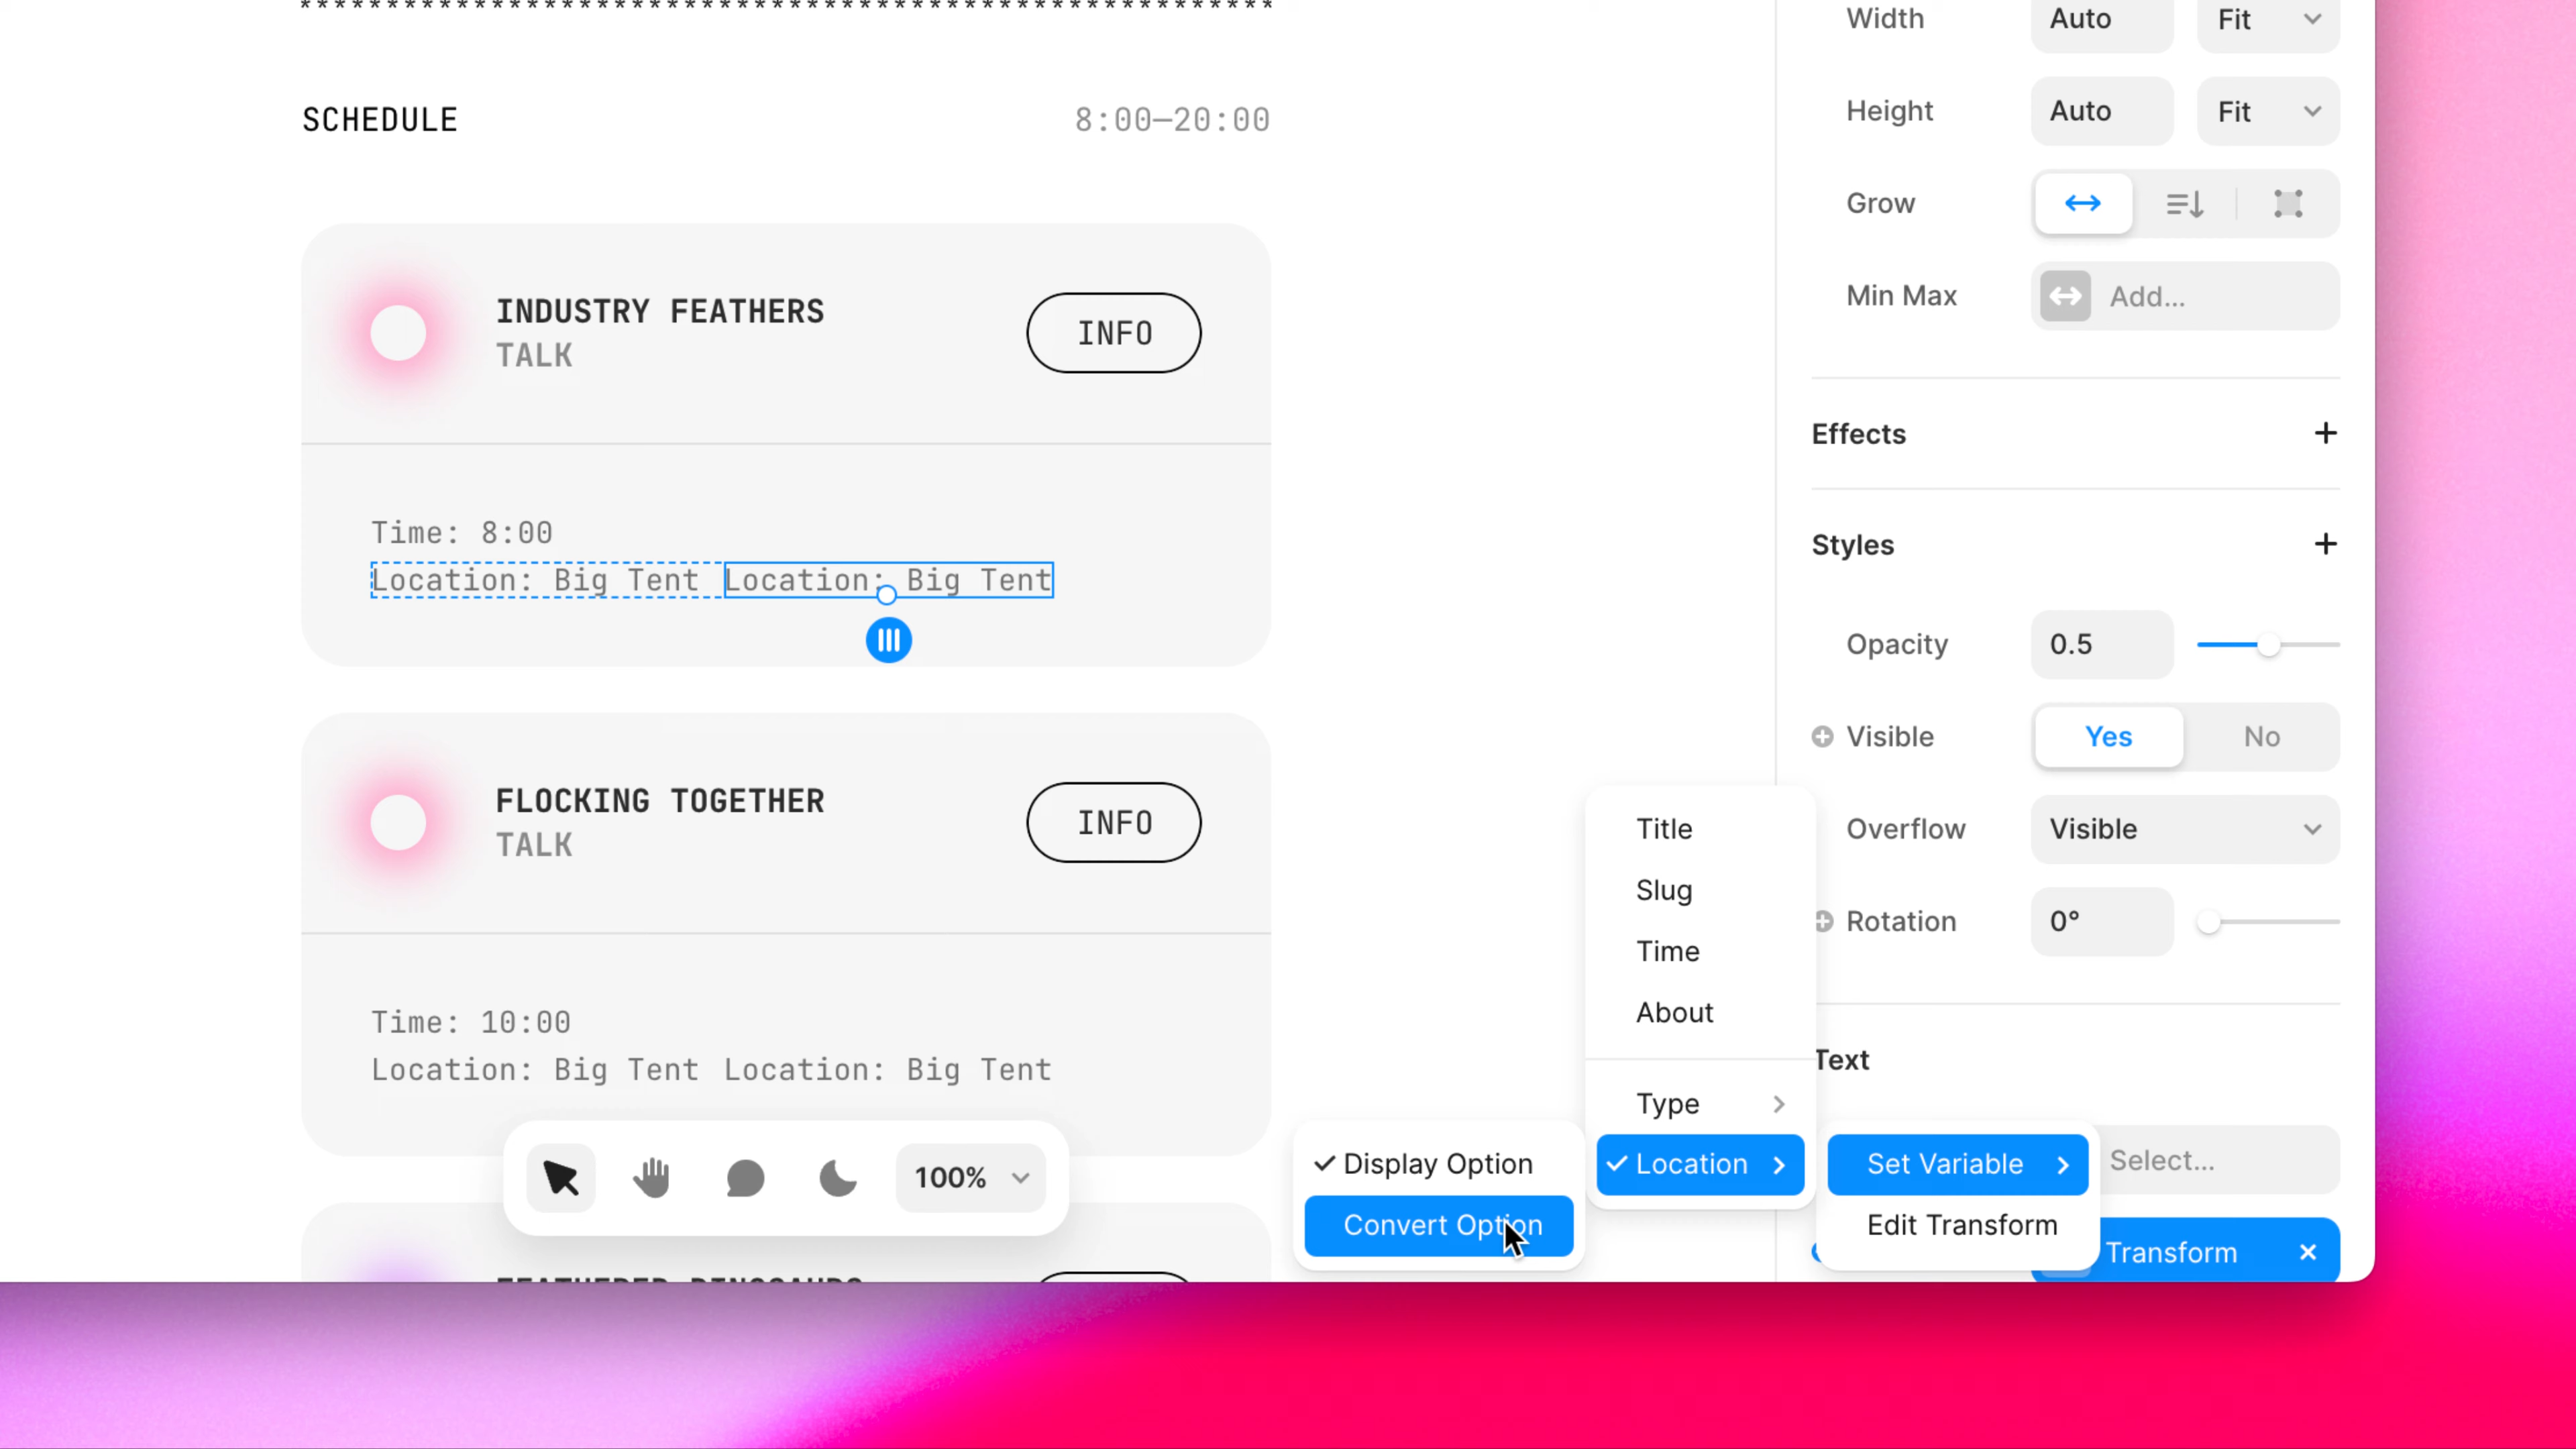 ****************************************************************
SCHEDULE
8:00—20:00
INDUSTRY FEATHERS
TALK
INFO
Time: 8:00
Location: Big Tent
Location: Big Tent
FLOCKING TOGETHER
TALK
INFO
Time: 10:00
Location: Big Tent
Location: Big Tent
FEATHERED DINOSAURS
100%
Width
Auto
Fit
Height
Auto
Fit
Grow
Min Max
Add...
Effects
Styles
Opacity
0.5
Visible
Yes
No
Overflow
Visible
Rotation
0°
Text
Select...
Transform
Title
Slug
Time
About
Type
Location
Set Variable
Edit Transform
Display Option
Convert Option